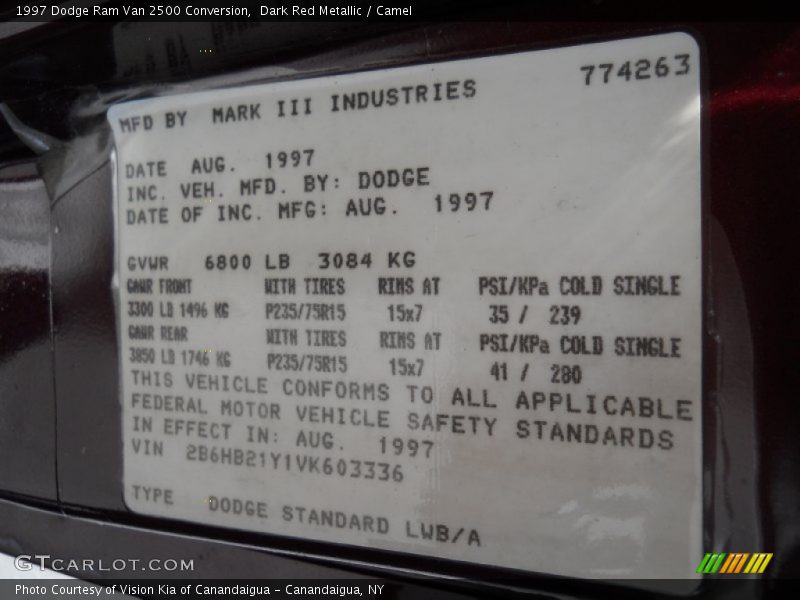 1997 Dodge Ram Van 2500 Conversion,  Dark Red Metallic / Camel
774263
MFD BY  MARK III INDUSTRIES
DATE  AUG.  1997
INC. VEH. MFD. BY: DODGE
DATE OF INC. MFG: AUG.  1997
GVWR  6800 LB  3084 KG
GAWR FRONT  WITH TIRES  RIMS AT  PSI/KPa COLD SINGLE
3300 LB 1496 KG  P235/75R15  15x7  35 /  239
GAWR REAR  WITH TIRES  RIMS AT  PSI/KPa COLD SINGLE
3850 LB 1746 KG  P235/75R15  15x7  41 /  280
THIS VEHICLE CONFORMS TO ALL APPLICABLE
FEDERAL MOTOR VEHICLE SAFETY STANDARDS
IN EFFECT IN: AUG.  1997
VIN  2B6HB21Y1VK603336
TYPE  DODGE STANDARD LWB/A
GTCARLOT.COM
Photo Courtesy of Vision Kia of Canandaigua - Canandaigua, NY